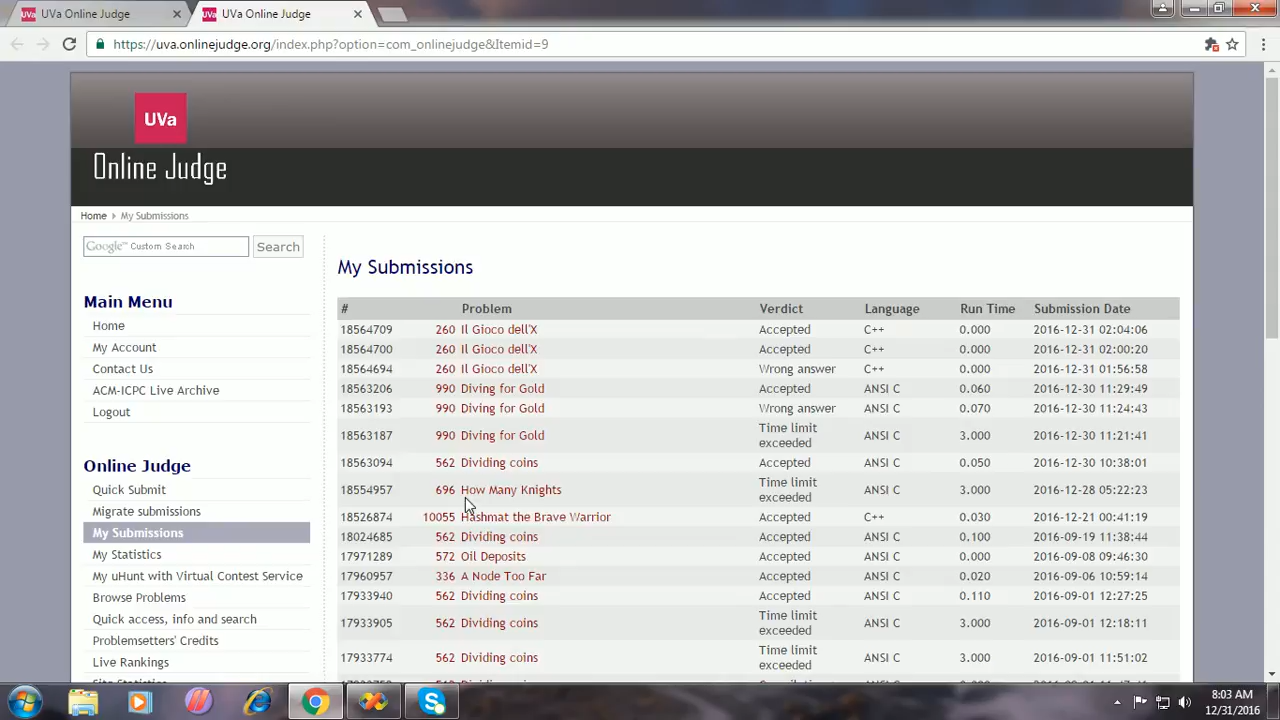 UVa Online Judge
UVa Online Judge
https://uva.onlinejudge.org/index.php?option=com_onlinejudge&Itemid=9
UVa
Online Judge
Home My Submissions
Google™ Custom Search Search
Main Menu
Home
My Account
Contact Us
ACM-ICPC Live Archive
Logout
Online Judge
Quick Submit
Migrate submissions
My Submissions
My Statistics
My uHunt with Virtual Contest Service
Browse Problems
Quick access, info and search
Problemsetters' Credits
Live Rankings
Site Statistics
My Submissions
# Problem Verdict Language Run Time Submission Date
18564709 260 Il Gioco dell'X Accepted C++ 0.000 2016-12-31 02:04:06
18564700 260 Il Gioco dell'X Accepted C++ 0.000 2016-12-31 02:00:20
18564694 260 Il Gioco dell'X Wrong answer C++ 0.000 2016-12-31 01:56:58
18563206 990 Diving for Gold Accepted ANSI C 0.060 2016-12-30 11:29:49
18563193 990 Diving for Gold Wrong answer ANSI C 0.070 2016-12-30 11:24:43
18563187 990 Diving for Gold Time limit exceeded ANSI C 3.000 2016-12-30 11:21:41
18563094 562 Dividing coins Accepted ANSI C 0.050 2016-12-30 10:38:01
18554957 696 How Many Knights Time limit exceeded ANSI C 3.000 2016-12-28 05:22:23
18526874 10055 Hashmat the Brave Warrior Accepted C++ 0.030 2016-12-21 00:41:19
18024685 562 Dividing coins Accepted ANSI C 0.100 2016-09-19 11:38:44
17971289 572 Oil Deposits Accepted ANSI C 0.000 2016-09-08 09:46:30
17960957 336 A Node Too Far Accepted ANSI C 0.020 2016-09-06 10:59:14
17933940 562 Dividing coins Accepted ANSI C 0.110 2016-09-01 12:27:25
17933905 562 Dividing coins Time limit exceeded ANSI C 3.000 2016-09-01 12:18:11
17933774 562 Dividing coins Time limit exceeded ANSI C 3.000 2016-09-01 11:51:02
8:03 AM
12/31/2016